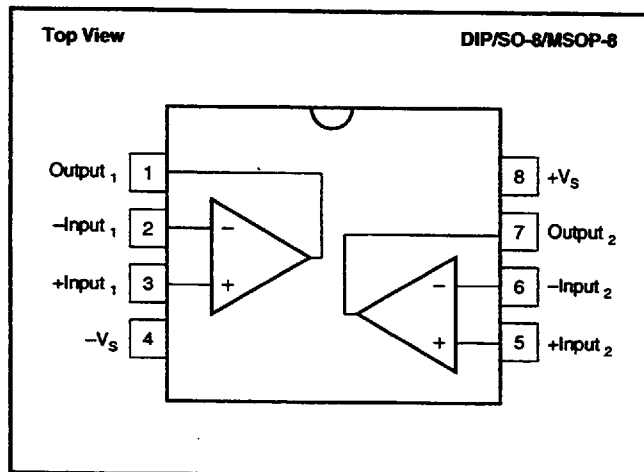 Top View
DIP/SO-8/MSOP-8
Output 1
1
–Input 1
2
+Input 1
3
–VS
4
8
+VS
7
Output 2
6
–Input 2
5
+Input 2
–
+
–
+